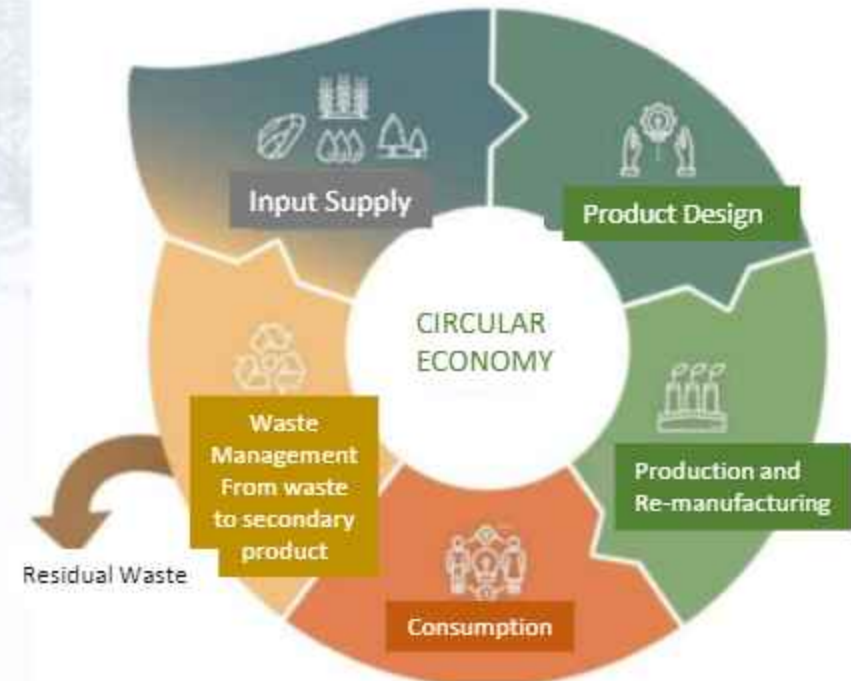 Input Supply
Product Design
CIRCULAR
ECONOMY
Waste
Management
From waste
to secondary
product
Production and
Re-manufacturing
Residual Waste
Consumption